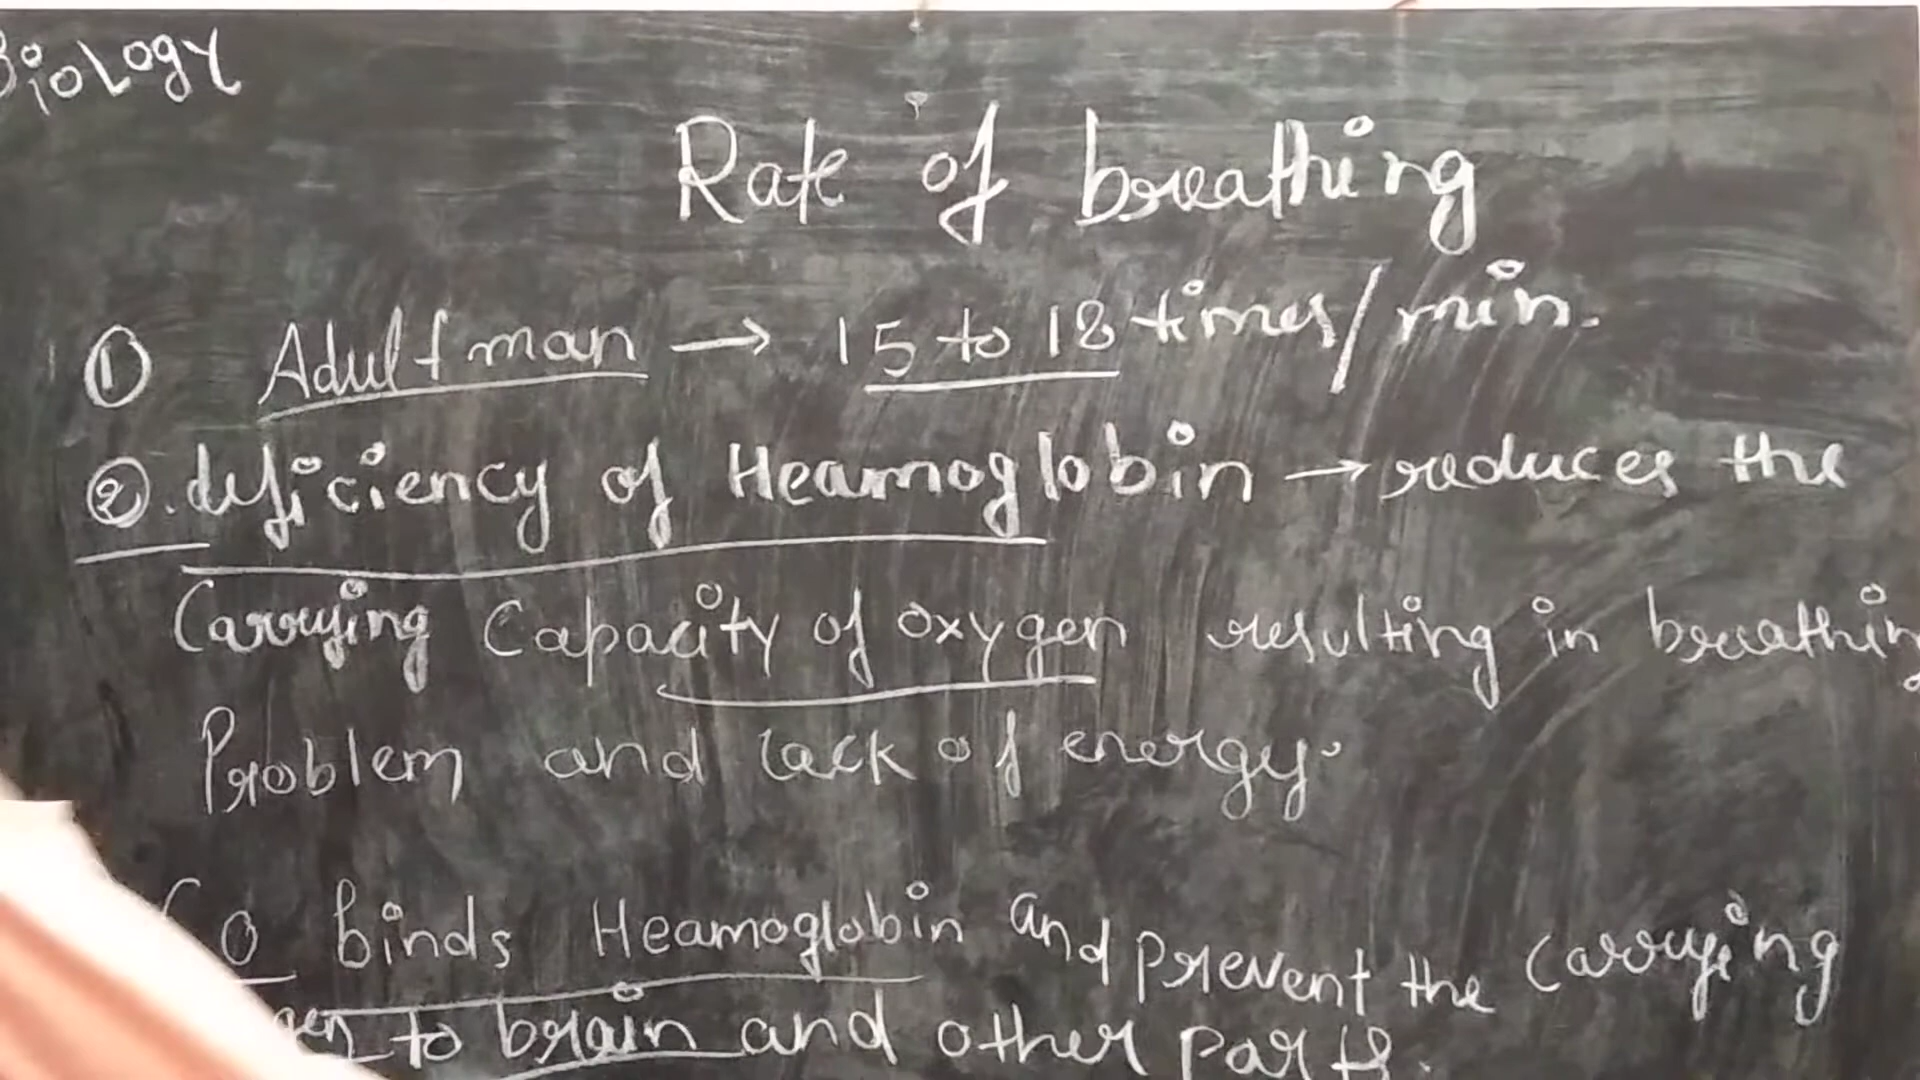 Biology
Rate of breathing
① Adult man → 15 to 18 times/min.
②. deficiency of Heamoglobin → reduces the
Carrying Capacity of oxygen resulting in breathing
Problem and lack of energy.
CO binds Heamoglobin and prevent the carrying
gen to brain and other parts.